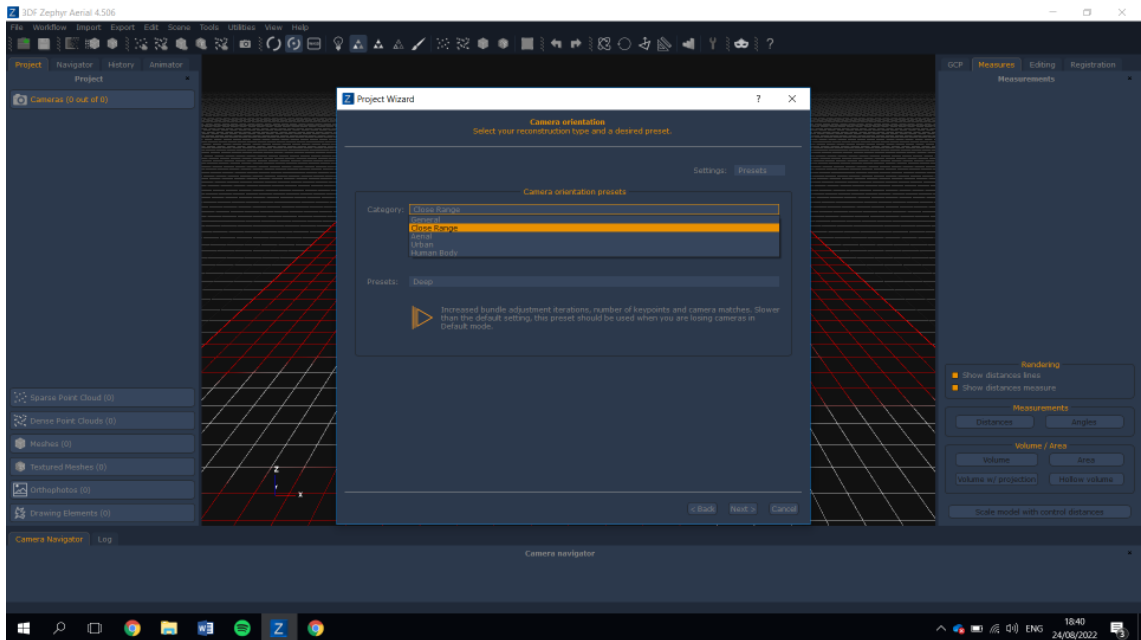 3DF Zephyr Aerial 4.506
File Workflow Import Export Edit Scene Tools Utilities View Help
Project Navigator History Animator
Project
Cameras (0 out of 0)
Sparse Point Cloud (0)
Dense Point Clouds (0)
Meshes (0)
Textured Meshes (0)
Orthophotos (0)
Drawing Elements (0)
Z
Y
X
Project Wizard
Camera orientation
Select your reconstruction type and a desired preset.
Settings: Presets
Camera orientation presets
Category: Close Range
General
Close Range
Aerial
Urban
Human Body
Presets: Deep
Increased bundle adjustment iterations, number of keypoints and camera matches. Slower
than the default setting, this preset should be used when you are losing cameras in
Default mode.
< Back Next > Cancel
GCP Measures Editing Registration
Measurements
Rendering
Show distances lines
Show distances measure
Measurements
Distances Angles
Volume / Area
Volume Area
Volume w/ projection Hollow volume
Scale model with control distances
Camera Navigator Log
Camera navigator
ENG
18:40
24/08/2022
3